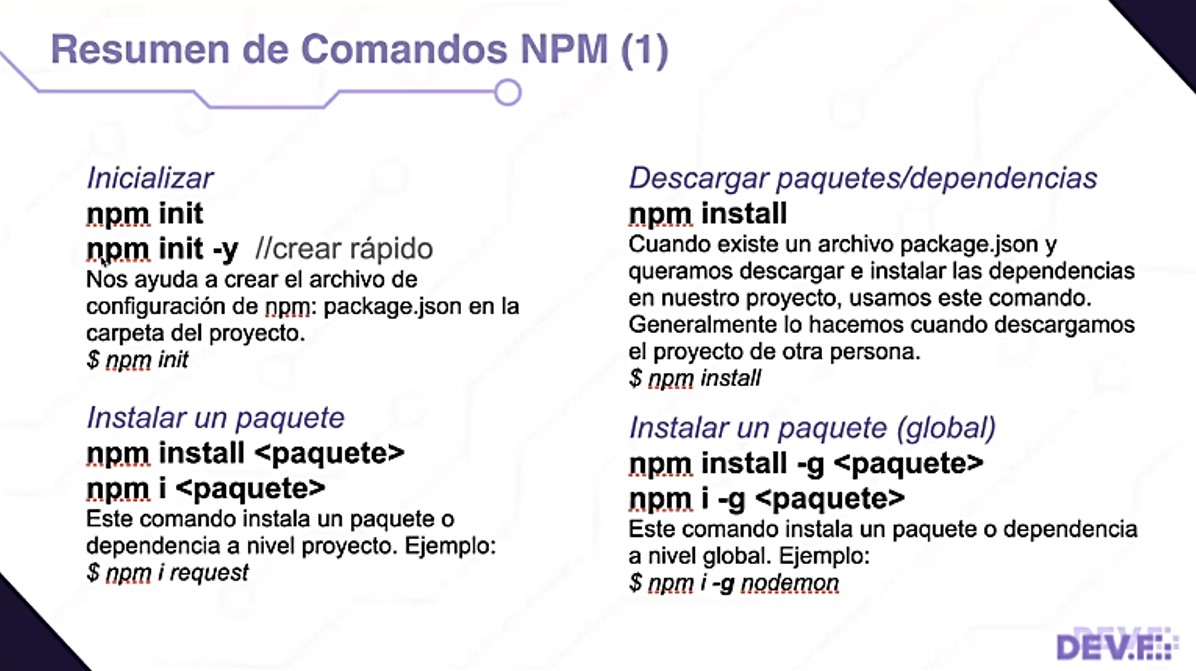 Resumen de Comandos NPM (1)
Inicializar
npm init
npm init -y //crear rápido
Nos ayuda a crear el archivo de
configuración de npm: package.json en la
carpeta del proyecto.
$ npm init
Instalar un paquete
npm install <paquete>
npm i <paquete>
Este comando instala un paquete o
dependencia a nivel proyecto. Ejemplo:
$ npm i request
Descargar paquetes/dependencias
npm install
Cuando existe un archivo package.json y
queramos descargar e instalar las dependencias
en nuestro proyecto, usamos este comando.
Generalmente lo hacemos cuando descargamos
el proyecto de otra persona.
$ npm install
Instalar un paquete (global)
npm install -g <paquete>
npm i -g <paquete>
Este comando instala un paquete o dependencia
a nivel global. Ejemplo:
$ npm i -g nodemon
DEV.F.: